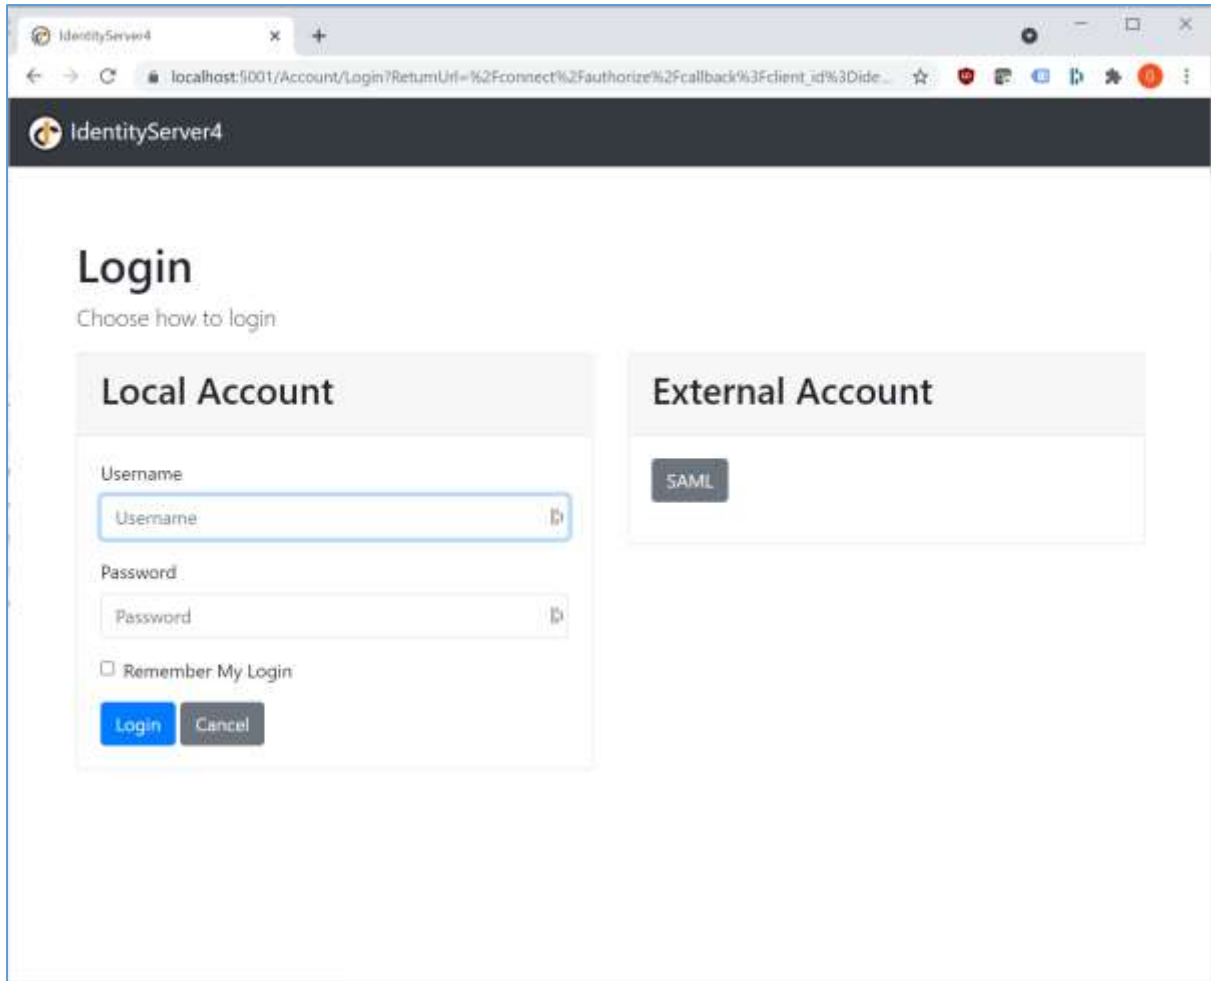 IdentityServer4
localhost:5001/Account/Login?ReturnUrl=%2Fconnect%2Fauthorize%2Fcallback%3Fclient_id%3Dide...
IdentityServer4
Login
Choose how to login
Local Account
Username
Username
Password
Password
Remember My Login
Login Cancel
External Account
SAML